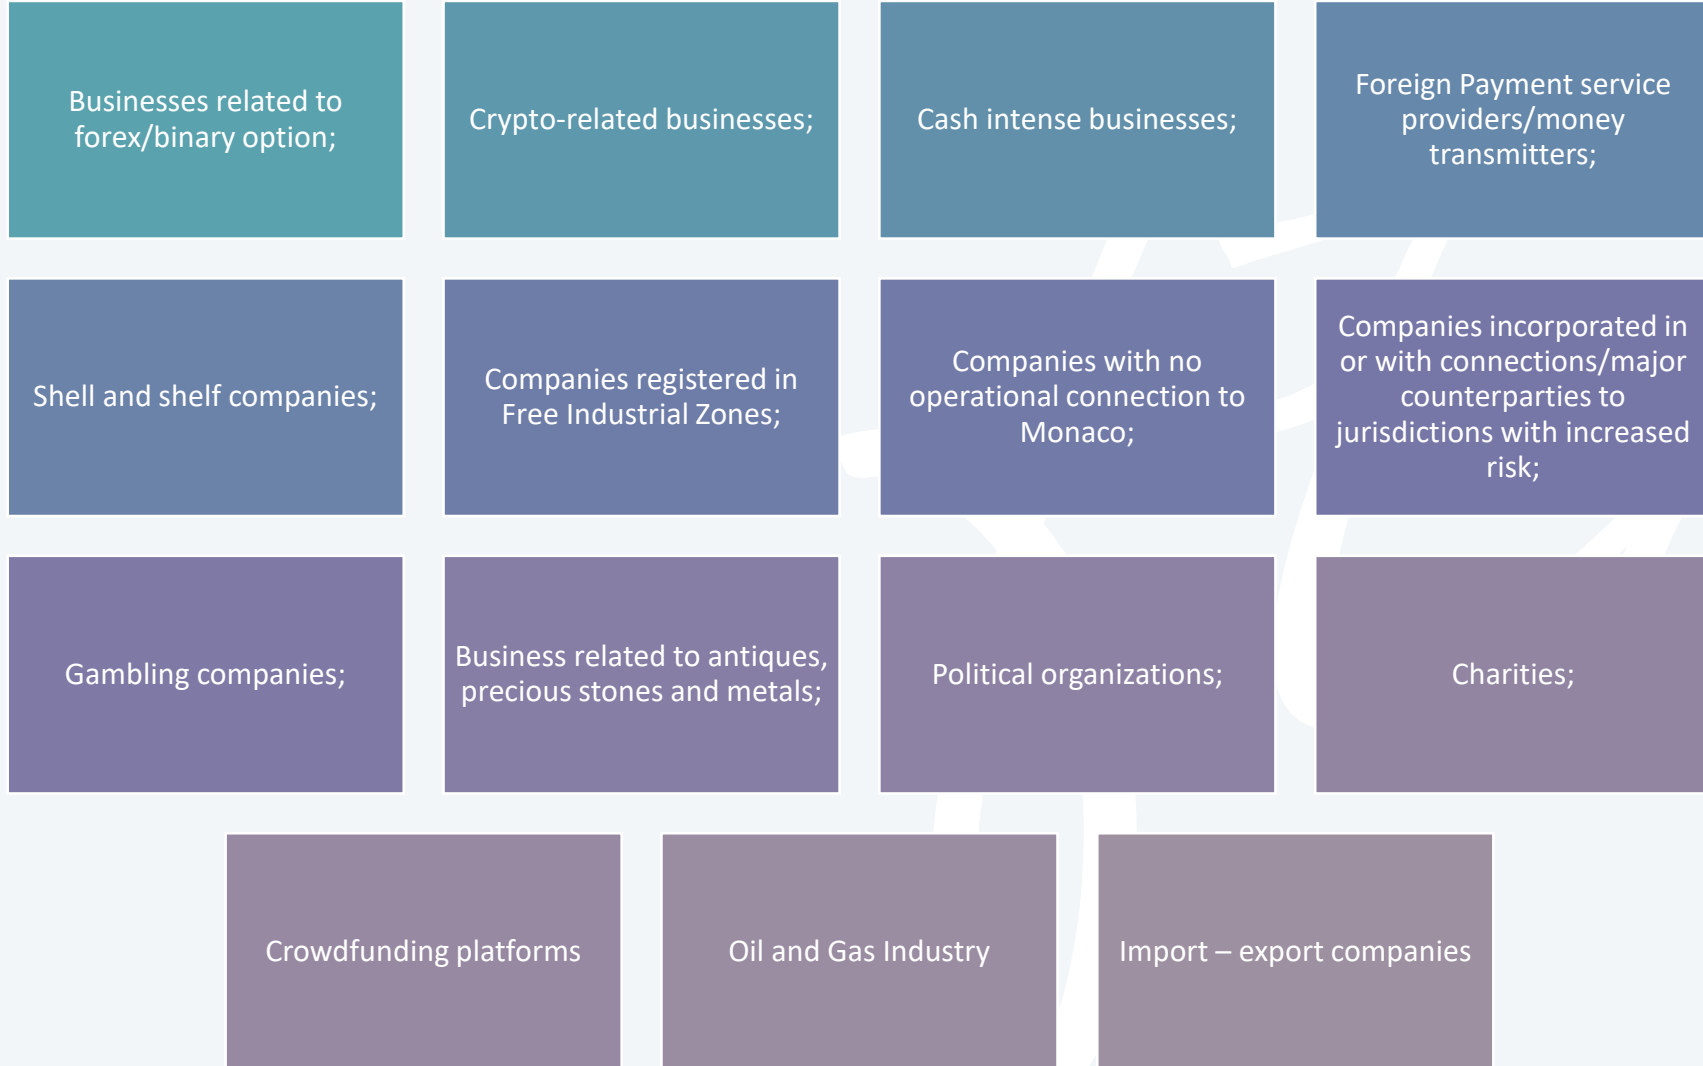 Businesses related to
forex/binary option;
Crypto-related businesses;
Cash intense businesses;
Foreign Payment service
providers/money
transmitters;
Shell and shelf companies;
Companies registered in
Free Industrial Zones;
Companies with no
operational connection to
Monaco;
Companies incorporated in
or with connections/major
counterparties to
jurisdictions with increased
risk;
Gambling companies;
Business related to antiques,
precious stones and metals;
Political organizations;
Charities;
Crowdfunding platforms
Oil and Gas Industry
Import – export companies